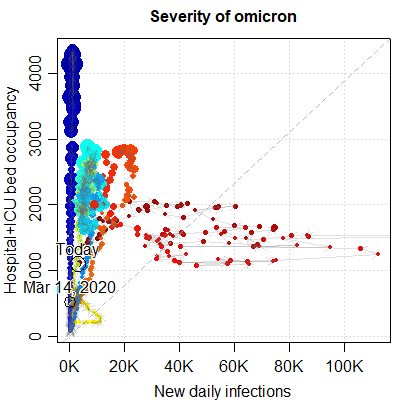 Severity of omicron
Hospital+ICU bed occupancy
4000
3000
2000
1000
0
Today
Mar 14, 2020
0K
20K
40K
60K
80K
100K
New daily infections